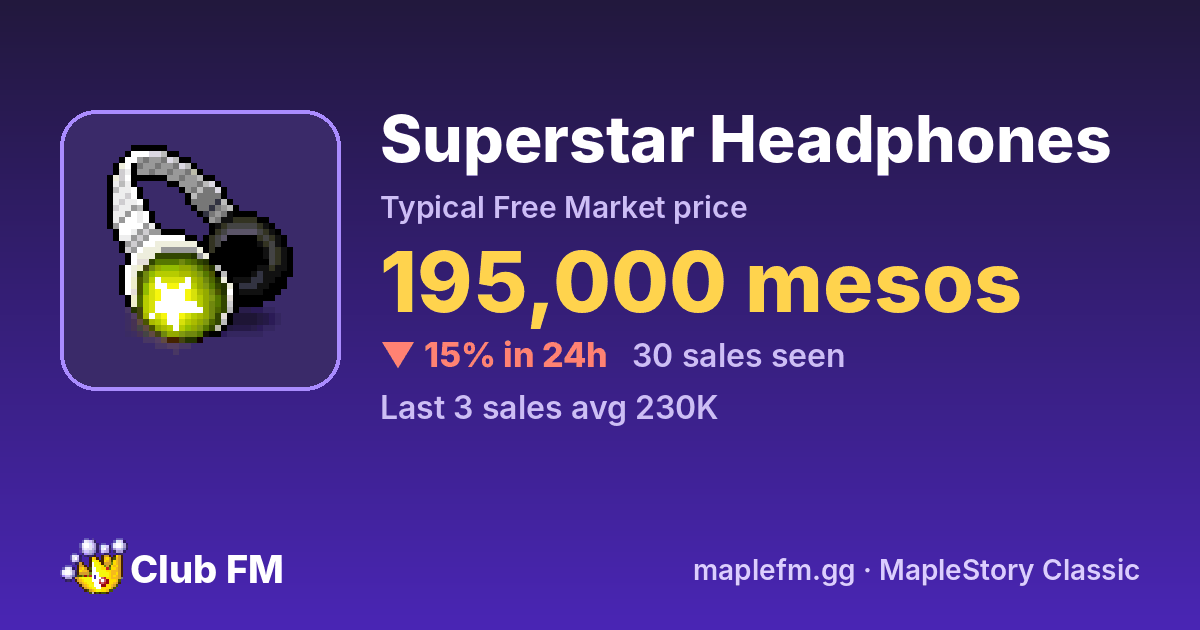 Superstar Headphones
Typical Free Market price
195,000 mesos
▼ 15% in 24h 30 sales seen
Last 3 sales avg 230K
Club FM
maplefm.gg · MapleStory Classic